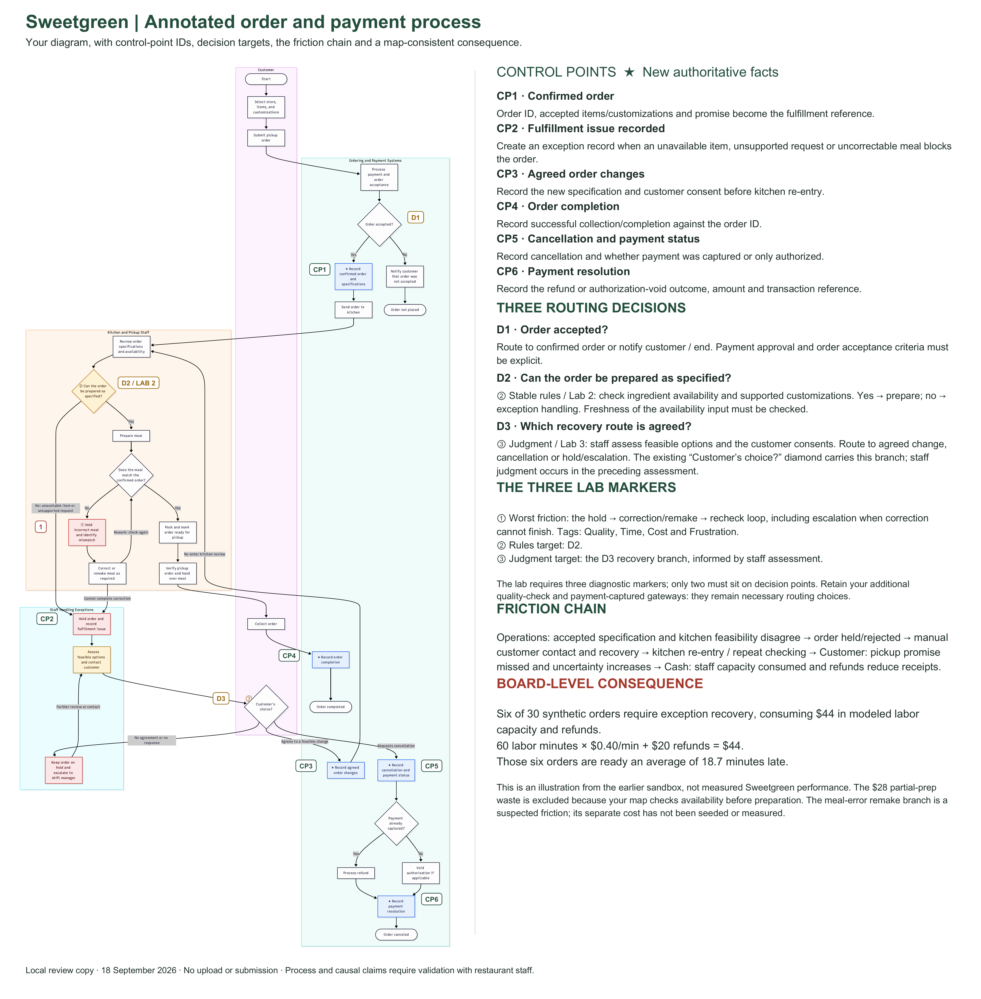 Sweetgreen | Annotated order and payment process
Your diagram, with control-point IDs, decision targets, the friction chain and a map-consistent consequence.
Customer
Start
Select store,
items, and
customizations
Submit pickup
order
Ordering and Payment Systems
Process
payment and
order
acceptance
Order accepted?
D1
Yes
No
CP1
★ Record
confirmed order
and
specifications
Notify customer
that order was
not accepted
Send order to
kitchen
Order not placed
Kitchen and Pickup Staff
Review order
specifications
and availability
② Can the order
be prepared as
specified?
D2 / LAB 2
Yes
Prepare meal
Does the meal
match the
confirmed order?
No: unavailable item or
unsupported request
No
Yes
1
① Hold
incorrect meal
and identify
mismatch
Rework: check again
Pack and mark
order ready for
pickup
Re-enter kitchen review
Correct or
remake meal as
required
Verify pickup
order and hand
over meal
Cannot complete correction
Staff Handling Exceptions
CP2
Hold order and
record
fulfillment issue
Collect order
Assess
feasible options
and contact
customer
CP4
★ Record order
completion
D3
③
Customer's
choice?
Order completed
Further review or contact
No agreement or no
response
Agrees to a feasible change
Requests cancellation
Keep order on
hold and
escalate to
shift manager
CP3
★ Record agreed
order changes
★ Record
cancellation and
payment status
CP5
Payment
already
captured?
Yes
No
Process refund
Void
authorization if
applicable
★ Record
payment
resolution
CP6
Order canceled
CONTROL POINTS ★ New authoritative facts
CP1 · Confirmed order
Order ID, accepted items/customizations and promise become the fulfillment reference.
CP2 · Fulfillment issue recorded
Create an exception record when an unavailable item, unsupported request or uncorrectable meal blocks
the order.
CP3 · Agreed order changes
Record the new specification and customer consent before kitchen re-entry.
CP4 · Order completion
Record successful collection/completion against the order ID.
CP5 · Cancellation and payment status
Record cancellation and whether payment was captured or only authorized.
CP6 · Payment resolution
Record the refund or authorization-void outcome, amount and transaction reference.
THREE ROUTING DECISIONS
D1 · Order accepted?
Route to confirmed order or notify customer / end. Payment approval and order acceptance criteria must
be explicit.
D2 · Can the order be prepared as specified?
② Stable rules / Lab 2: check ingredient availability and supported customizations. Yes → prepare; no →
exception handling. Freshness of the availability input must be checked.
D3 · Which recovery route is agreed?
③ Judgment / Lab 3: staff assess feasible options and the customer consents. Route to agreed change,
cancellation or hold/escalation. The existing “Customer’s choice?” diamond carries this branch; staff
judgment occurs in the preceding assessment.
THE THREE LAB MARKERS
① Worst friction: the hold → correction/remake → recheck loop, including escalation when correction
cannot finish. Tags: Quality, Time, Cost and Frustration.
② Rules target: D2.
③ Judgment target: the D3 recovery branch, informed by staff assessment.
The lab requires three diagnostic markers; only two must sit on decision points. Retain your additional
quality-check and payment-captured gateways: they remain necessary routing choices.
FRICTION CHAIN
Operations: accepted specification and kitchen feasibility disagree → order held/rejected → manual
customer contact and recovery → kitchen re-entry / repeat checking → Customer: pickup promise
missed and uncertainty increases → Cash: staff capacity consumed and refunds reduce receipts.
BOARD-LEVEL CONSEQUENCE
Six of 30 synthetic orders require exception recovery, consuming $44 in modeled labor
capacity and refunds.
60 labor minutes × $0.40/min + $20 refunds = $44.
Those six orders are ready an average of 18.7 minutes late.
This is an illustration from the earlier sandbox, not measured Sweetgreen performance. The $28 partial-prep
waste is excluded because your map checks availability before preparation. The meal-error remake branch is a
suspected friction; its separate cost has not been seeded or measured.
Local review copy · 18 September 2026 · No upload or submission · Process and causal claims require validation with restaurant staff.